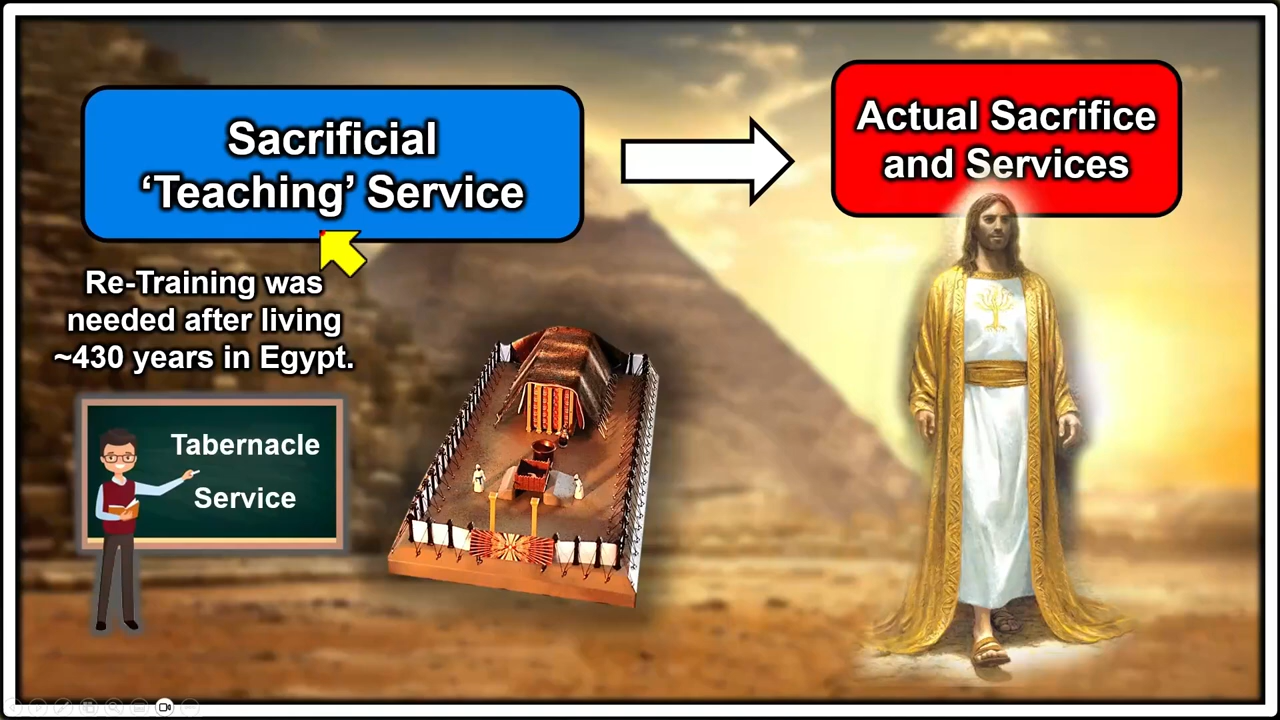 Sacrificial
‘Teaching’ Service
Actual Sacrifice
and Services
Re-Training was
needed after living
~430 years in Egypt.
Tabernacle
Service